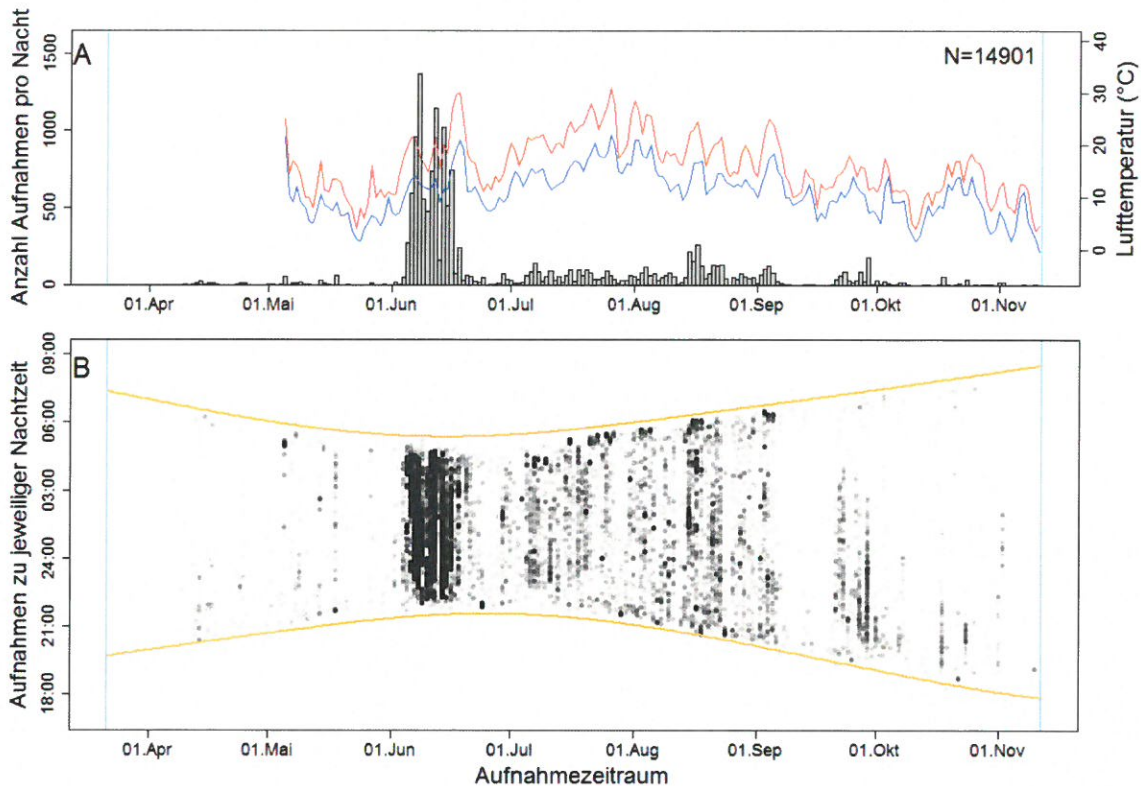 A
N=14901
Anzahl Aufnahmen pro Nacht
1500
1000
500
0
Lufttemperatur (°C)
40
30
20
10
0
01.Apr 01.Mai 01.Jun 01.Jul 01.Aug 01.Sep 01.Okt 01.Nov
B
Aufnahmen zu jeweiliger Nachtzeit
09:00
06:00
03:00
24:00
21:00
18:00
01.Apr 01.Mai 01.Jun 01.Jul 01.Aug 01.Sep 01.Okt 01.Nov
Aufnahmezeitraum